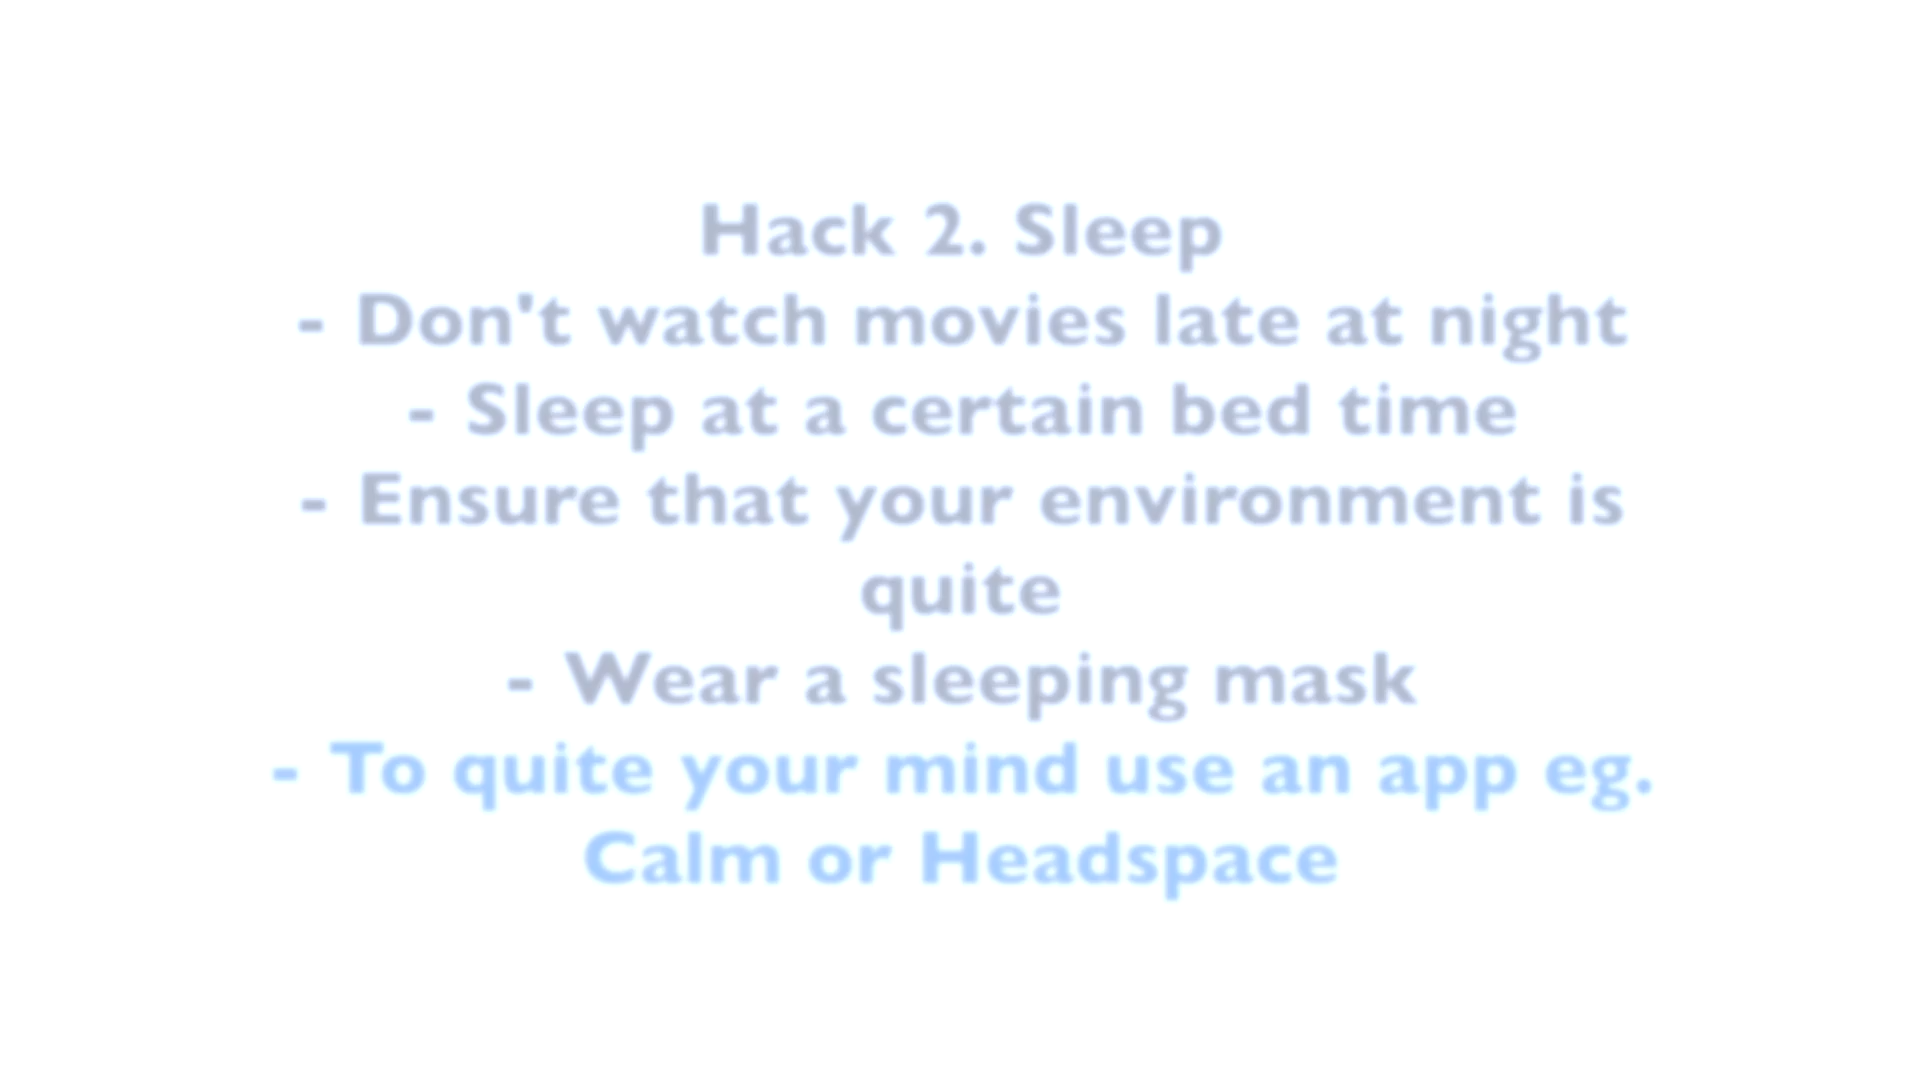 Hack 2. Sleep
- Don't watch movies late at night
- Sleep at a certain bed time
- Ensure that your environment is
quite
- Wear a sleeping mask
- To quite your mind use an app eg.
Calm or Headspace